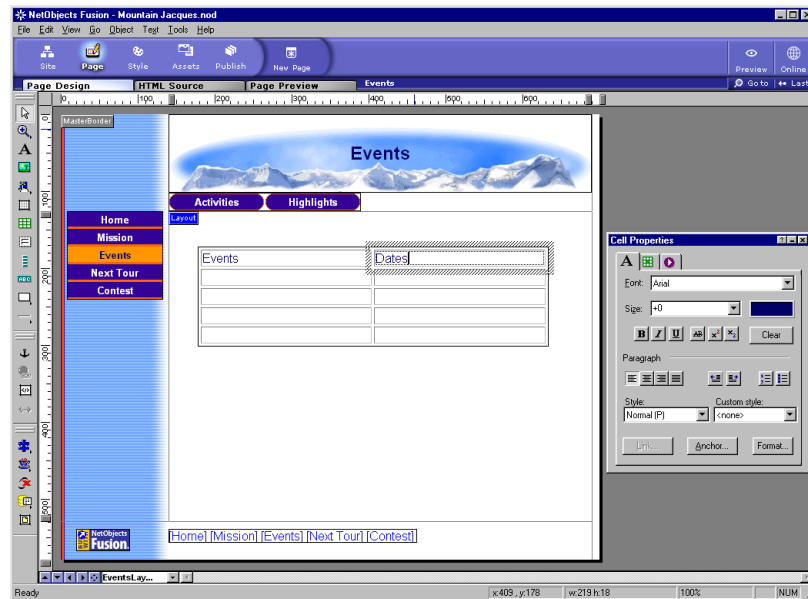 NetObjects Fusion - Mountain Jacques.nod
File Edit View Go Object Text Tools Help
Site Page Style Assets Publish New Page Preview Online
Page Design HTML Source Page Preview Events Go to Last
0 100 200 300 400 500 600
MasterBorder
Events
Activities Highlights
Layout
Home
Mission
Events
Next Tour
Contest
Events Dates
Cell Properties
A
Font: Arial
Size: +0
B I U AB x² x₂ Clear
Paragraph
Style: Custom style:
Normal (P) <none>
Link... Anchor... Format...
NetObjects
Fusion
[Home] [Mission] [Events] [Next Tour] [Contest]
EventsLay...
Ready x:409 , y:178 w:219 h:18 100% NUM